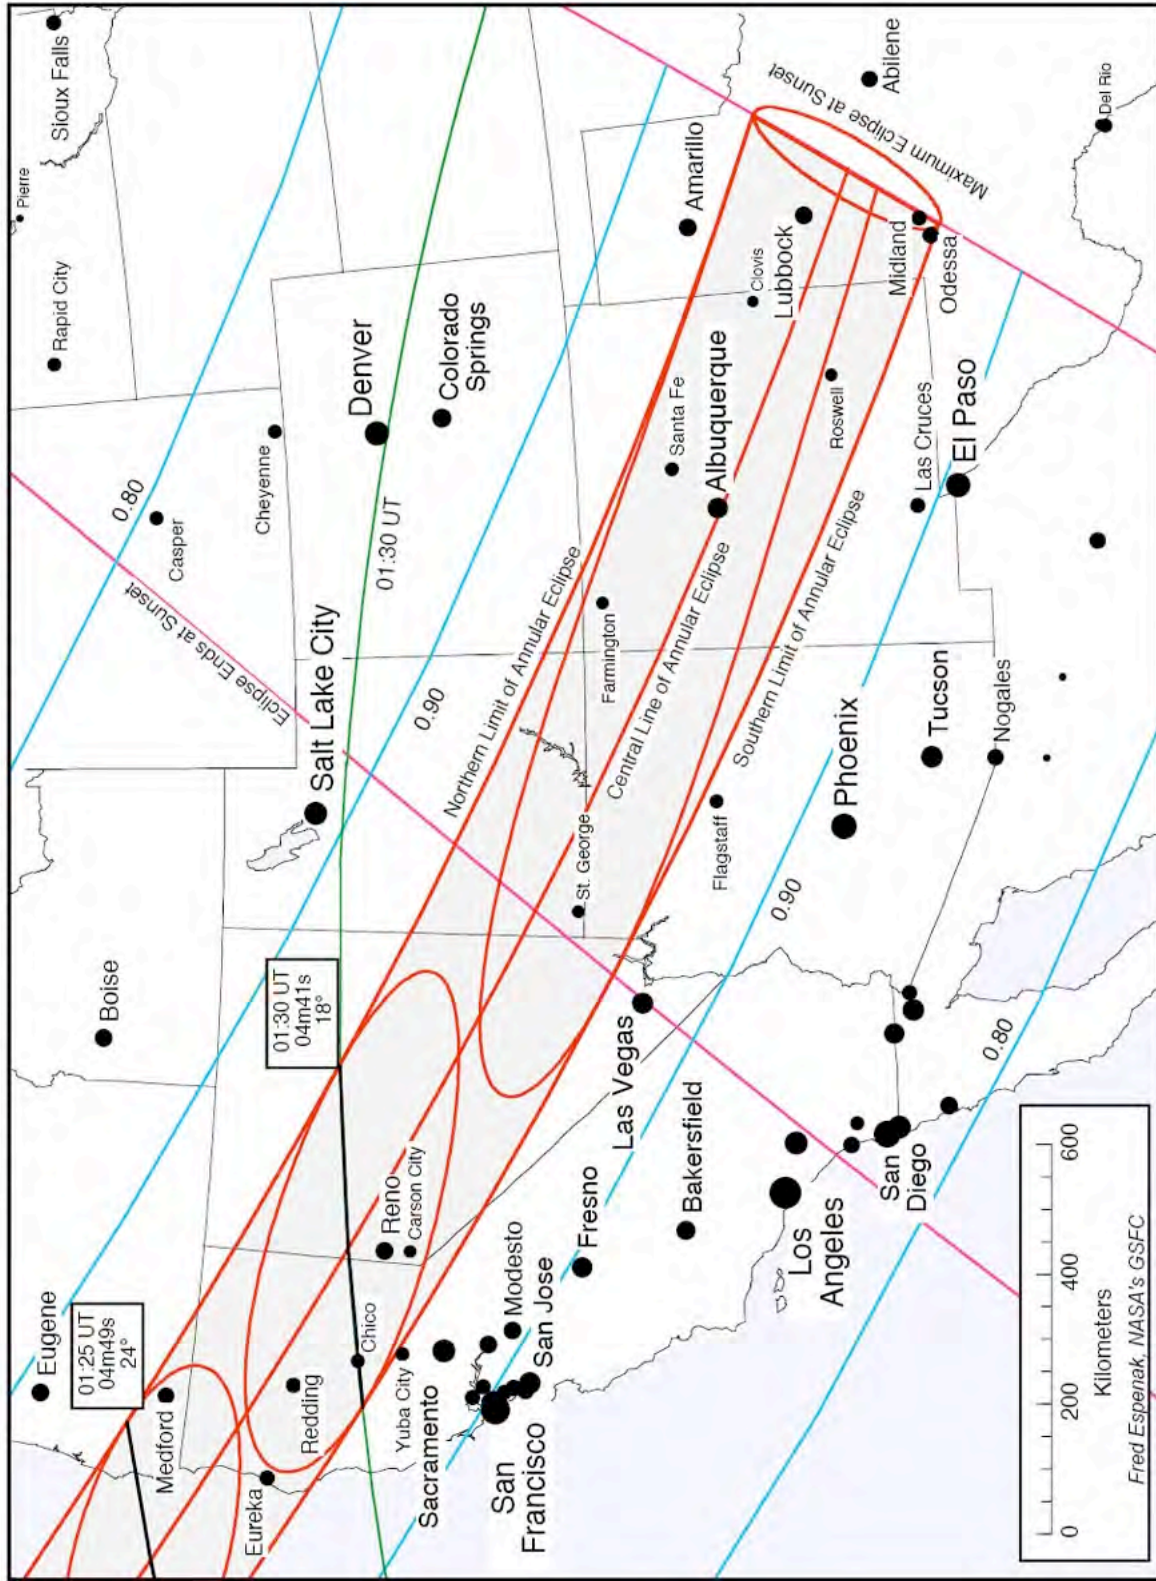 Eugene
01:25 UT
04m49s
24°
Medford
Eureka
Redding
Chico
Yuba City
Sacramento
San
Francisco
San Jose
Modesto
Fresno
Bakersfield
Los
Angeles
San
Diego
Reno
Carson City
01:30 UT
04m41s
18°
Boise
Las Vegas
St. George
Salt Lake City
Eclipse Ends at Sunset
0.80
Casper
Cheyenne
Rapid City
Pierre
Sioux Falls
Denver
Colorado
Springs
01:30 UT
0.90
Northern Limit of Annular Eclipse
Central Line of Annular Eclipse
Southern Limit of Annular Eclipse
Farmington
Santa Fe
Albuquerque
Flagstaff
Phoenix
Tucson
Nogales
0.90
0.80
Las Cruces
El Paso
Roswell
Clovis
Amarillo
Lubbock
Midland
Odessa
Maximum Eclipse at Sunset
Abilene
Del Rio
0
200
400
600
Kilometers
Fred Espenak, NASA's GSFC